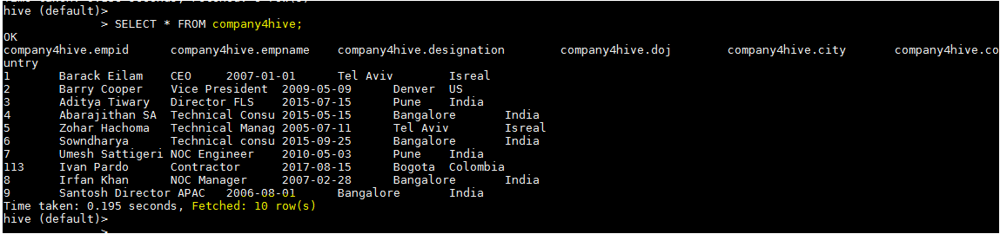 hive (default)>
> SELECT * FROM company4hive;
OK
company4hive.empid company4hive.empname company4hive.designation company4hive.doj company4hive.city company4hive.co
untry
1 Barack Eilam CEO 2007-01-01 Tel Aviv Isreal
2 Barry Cooper Vice President 2009-05-09 Denver US
3 Aditya Tiwary Director FLS 2015-07-15 Pune India
4 Abarajithan SA Technical Consu 2015-05-15 Bangalore India
5 Zohar Hachoma Technical Manag 2005-07-11 Tel Aviv Isreal
6 Sowndharya Technical consu 2015-09-25 Bangalore India
7 Umesh Sattigeri NOC Engineer 2010-05-03 Pune India
113 Ivan Pardo Contractor 2017-08-15 Bogota Colombia
8 Irfan Khan NOC Manager 2007-02-28 Bangalore India
9 Santosh Director APAC 2006-08-01 Bangalore India
Time taken: 0.195 seconds, Fetched: 10 row(s)
hive (default)>
>